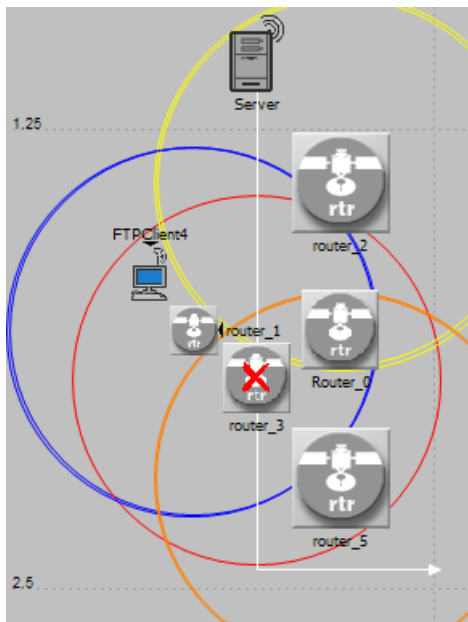 Server
1.25
rtr
router_2
FTPClient4
rtr
router_1
rtr
Router_0
rtr
router_3
rtr
router_5
2.5